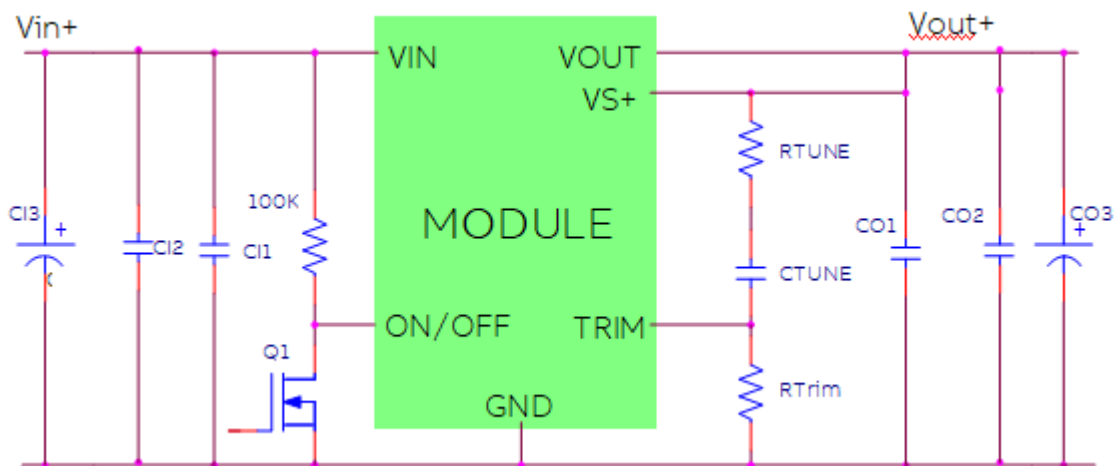 Vin+
Vout+
VIN
VOUT
VS+
RTUNE
100K
CI3
+
MODULE
CO1
CO2
CO3
+
CI2
CI1
CTUNE
ON/OFF
TRIM
Q1
RTrim
GND